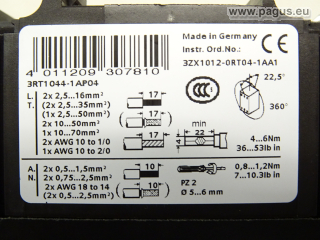 www.pagus.eu
Made in Germany
Instr. Ord. No.:
3ZX1012-0RT04-1AA1
4 011209 307810
3RT1044-1AP04
CE
CCC
22,5°
360°
L. 2x 2,5...16mm² 17
T. (2x 2,5...35mm²
(1x 2,5...50mm²) 17
2x 10...50mm²
1x 10...70mm² 17
2x AWG 10 to 1/0
1x AWG 10 to 2/0
min
22
4...6Nm
36...53lb in
A. 2x 0,5...1,5mm² 10
N. 2x 0,75...2,5mm²
2x AWG 18 to 14 10
(2x 0,5...2,5mm²)
0,8...1,2Nm
7...10.3lb in
PZ 2
Ø 5...6 mm